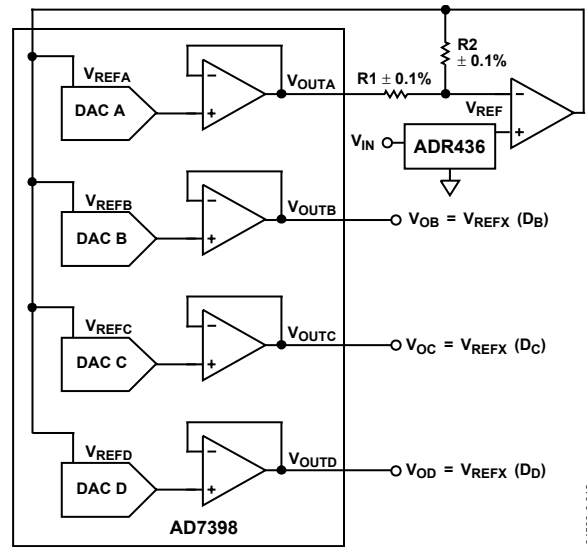 R2
± 0.1%
R1 ± 0.1%
VREFA
VOUTA
DAC A
VREF
VIN
ADR436
VREFB
VOUTB
DAC B
VOB = VREFX (DB)
VREFC
VOUTC
DAC C
VOC = VREFX (DC)
VREFD
VOUTD
DAC D
VOD = VREFX (DD)
AD7398